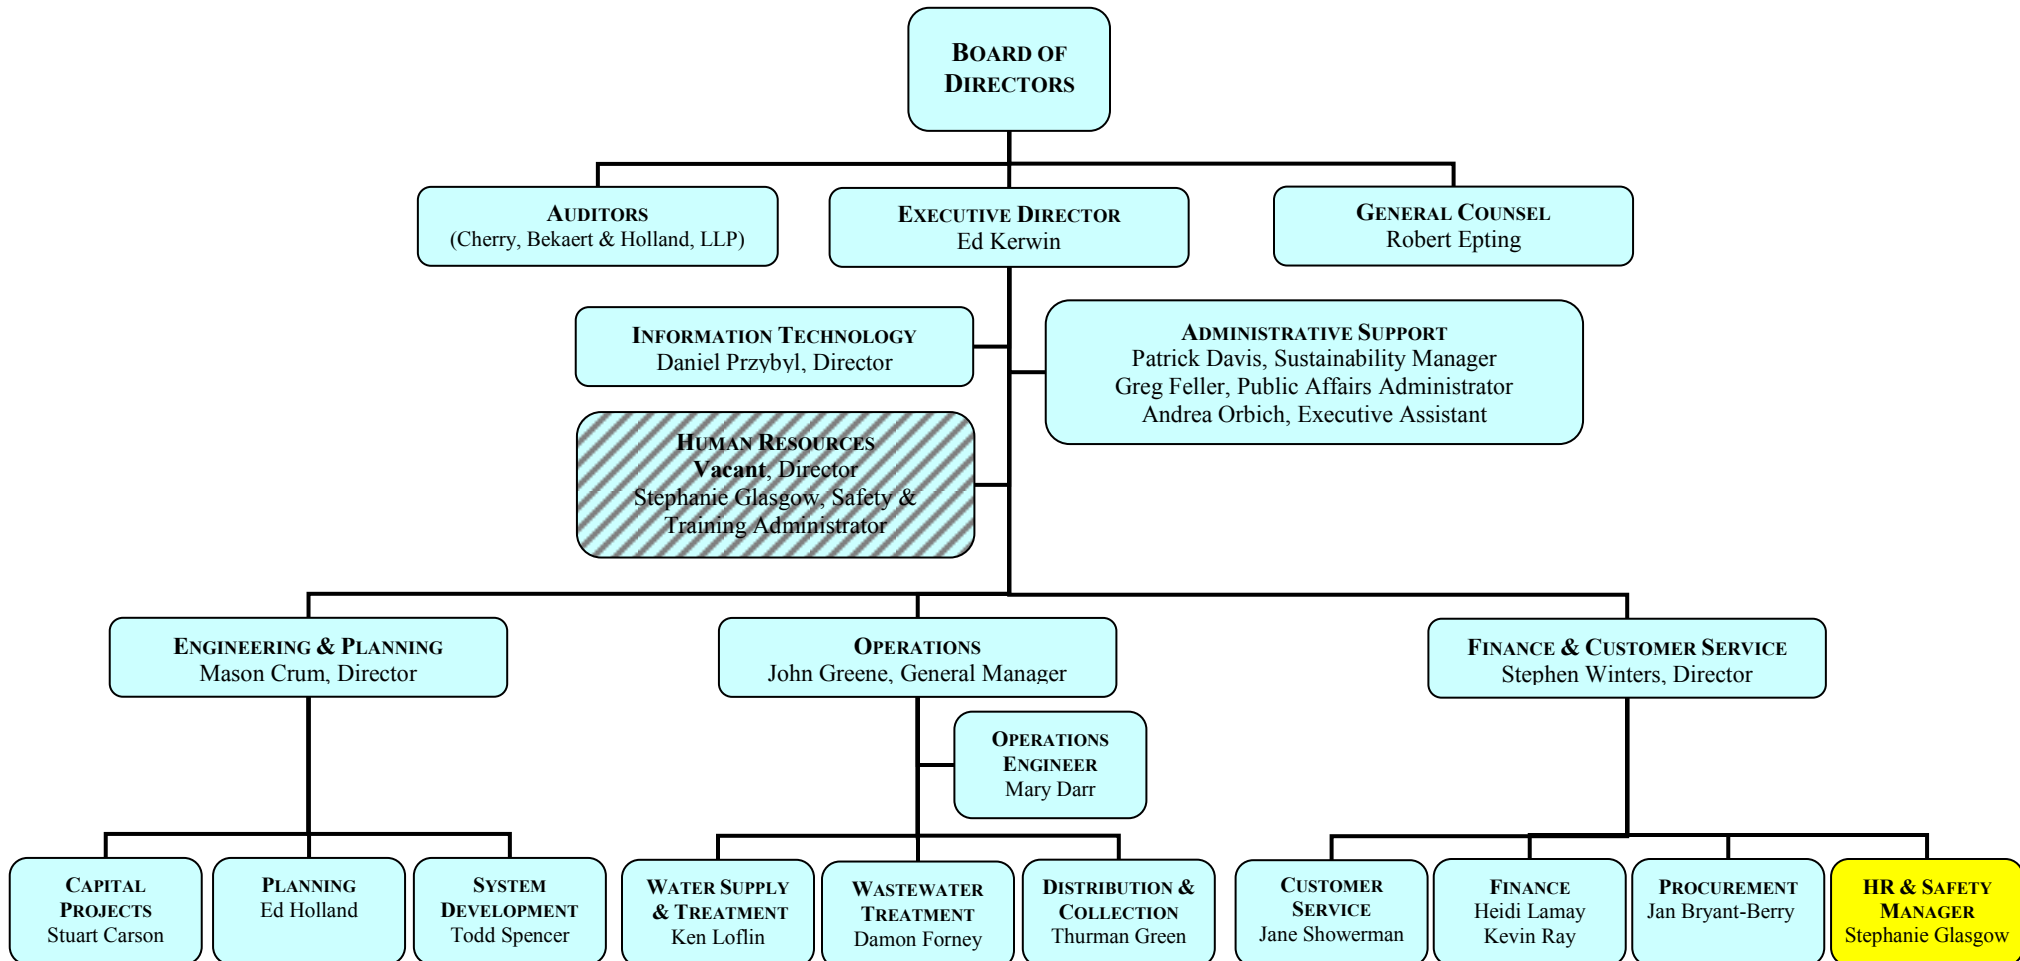 BOARD OF
DIRECTORS
AUDITORS
(Cherry, Bekaert & Holland, LLP)
EXECUTIVE DIRECTOR
Ed Kerwin
GENERAL COUNSEL
Robert Epting
INFORMATION TECHNOLOGY
Daniel Przybyl, Director
ADMINISTRATIVE SUPPORT
Patrick Davis, Sustainability Manager
Greg Feller, Public Affairs Administrator
Andrea Orbich, Executive Assistant
HUMAN RESOURCES
Vacant, Director
Stephanie Glasgow, Safety &
Training Administrator
ENGINEERING & PLANNING
Mason Crum, Director
OPERATIONS
John Greene, General Manager
FINANCE & CUSTOMER SERVICE
Stephen Winters, Director
OPERATIONS
ENGINEER
Mary Darr
CAPITAL
PROJECTS
Stuart Carson
PLANNING
Ed Holland
SYSTEM
DEVELOPMENT
Todd Spencer
WATER SUPPLY
& TREATMENT
Ken Loflin
WASTEWATER
TREATMENT
Damon Forney
DISTRIBUTION &
COLLECTION
Thurman Green
CUSTOMER
SERVICE
Jane Showerman
FINANCE
Heidi Lamay
Kevin Ray
PROCUREMENT
Jan Bryant-Berry
HR & SAFETY
MANAGER
Stephanie Glasgow